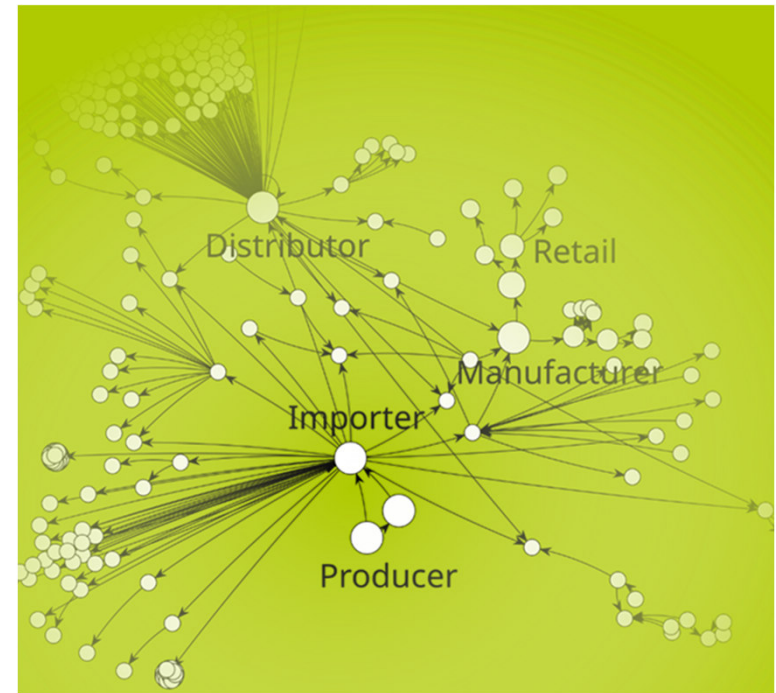 Distributor
Retail
Manufacturer
Importer
Producer